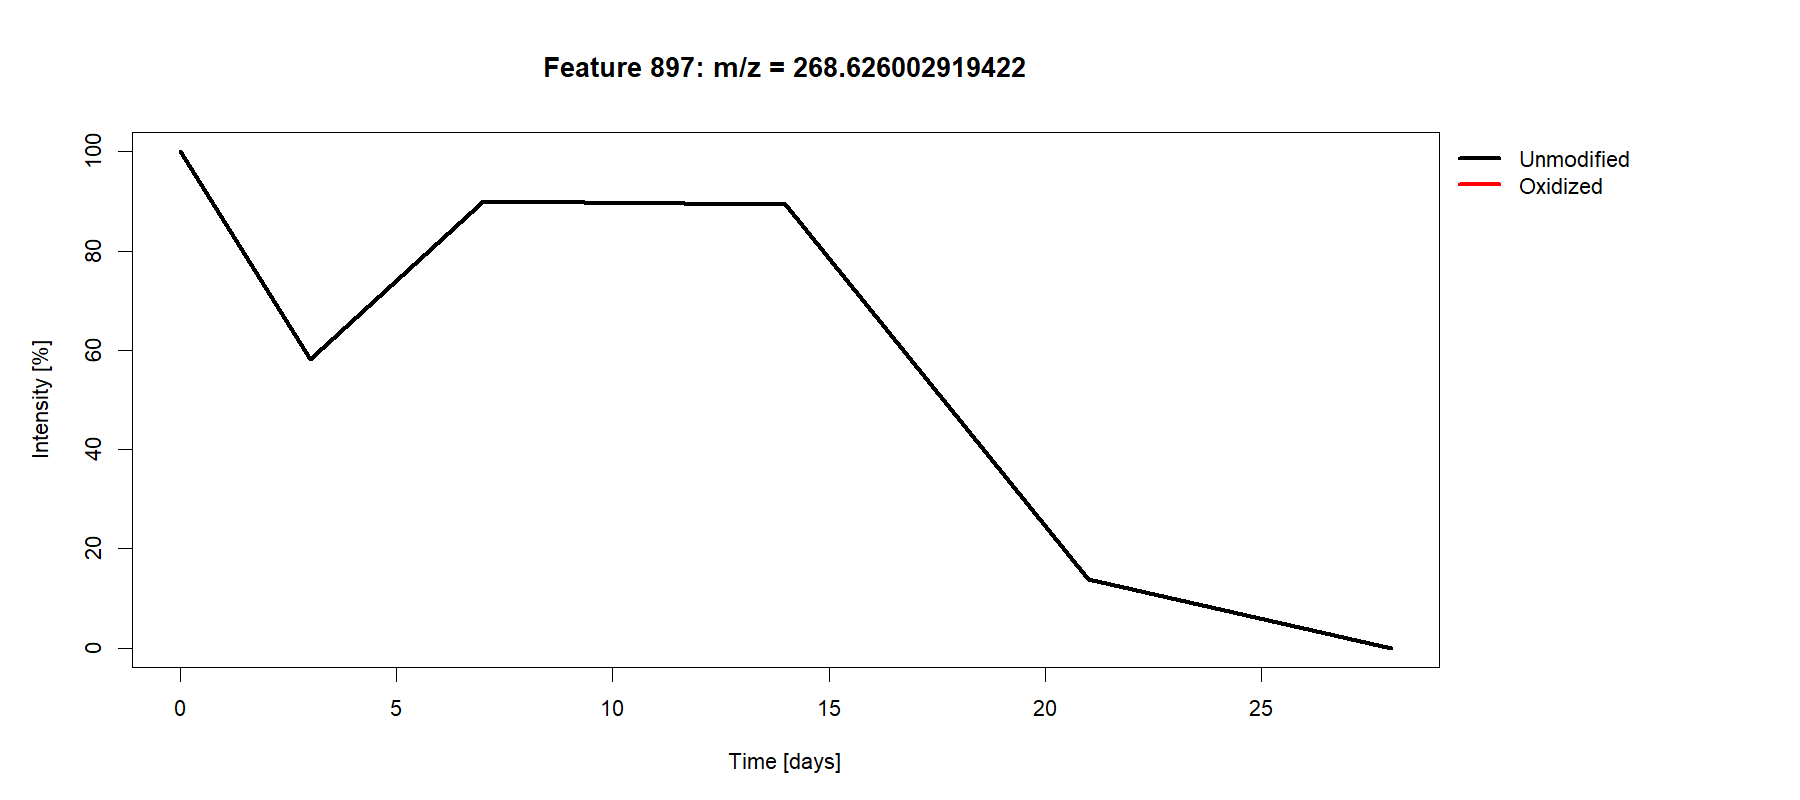 Feature 897: m/z = 268.626002919422
100
80
60
40
20
0
Intensity [%]
0 5 10 15 20 25
Time [days]
Unmodified
Oxidized